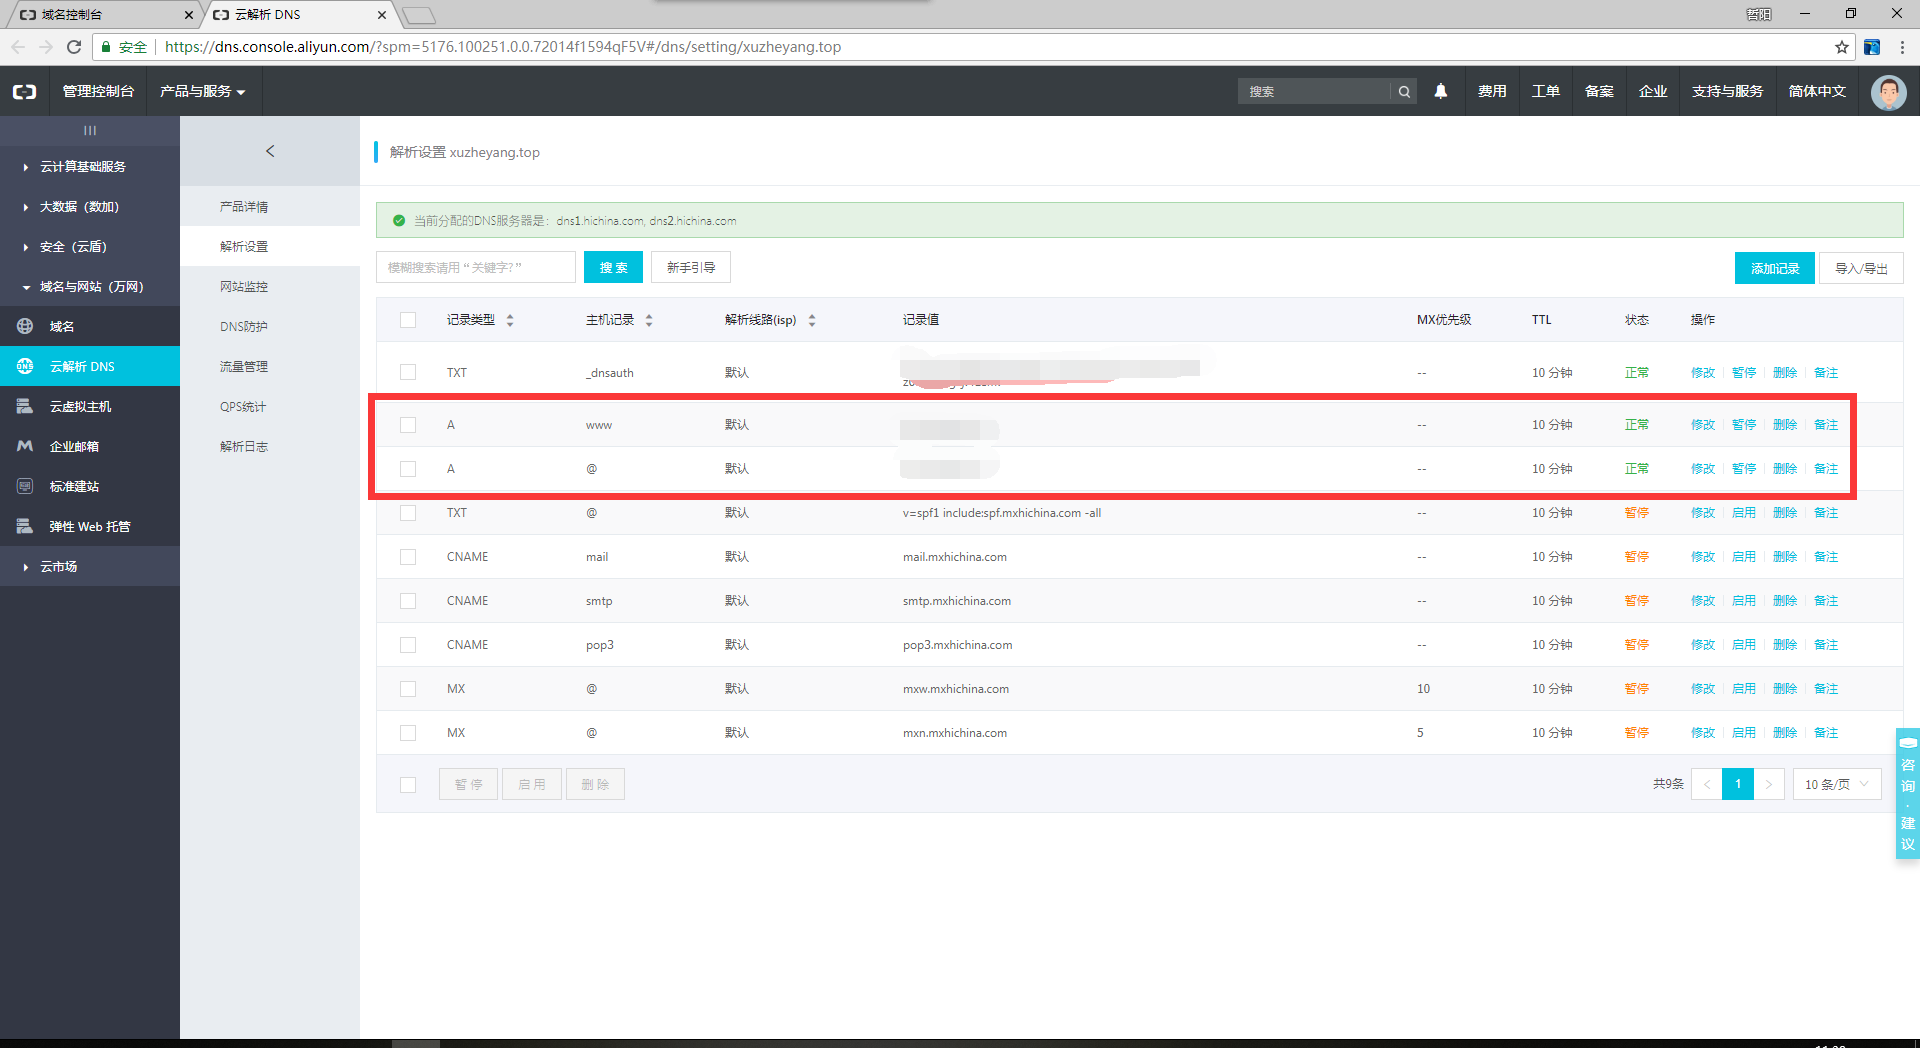 域名控制台
云解析 DNS
哲阳
安全 https://dns.console.aliyun.com/?spm=5176.100251.0.0.72014f1594qF5V#/dns/setting/xuzheyang.top
管理控制台 产品与服务 搜索 费用 工单 备案 企业 支持与服务 简体中文
云计算基础服务
大数据（数加）
安全（云盾）
域名与网站（万网）
域名
云解析 DNS
云虚拟主机
企业邮箱
标准建站
弹性 Web 托管
云市场
产品详情
解析设置
网站监控
DNS防护
流量管理
QPS统计
解析日志
解析设置 xuzheyang.top
当前分配的DNS服务器是： dns1.hichina.com, dns2.hichina.com
模糊搜索请用“关键字?” 搜 索 新手引导 添加记录 导入/导出
记录类型 主机记录 解析线路(isp) 记录值 MX优先级 TTL 状态 操作
TXT _dnsauth 默认 -- 10 分钟 正常 修改 暂停 删除 备注
A www 默认 -- 10 分钟 正常 修改 暂停 删除 备注
A @ 默认 -- 10 分钟 正常 修改 暂停 删除 备注
TXT @ 默认 v=spf1 include:spf.mxhichina.com -all -- 10 分钟 暂停 修改 启用 删除 备注
CNAME mail 默认 mail.mxhichina.com -- 10 分钟 暂停 修改 启用 删除 备注
CNAME smtp 默认 smtp.mxhichina.com -- 10 分钟 暂停 修改 启用 删除 备注
CNAME pop3 默认 pop3.mxhichina.com -- 10 分钟 暂停 修改 启用 删除 备注
MX @ 默认 mxw.mxhichina.com 10 10 分钟 暂停 修改 启用 删除 备注
MX @ 默认 mxn.mxhichina.com 5 10 分钟 暂停 修改 启用 删除 备注
暂 停 启 用 删 除 共9条 < 1 > 10 条/页
咨询·建议